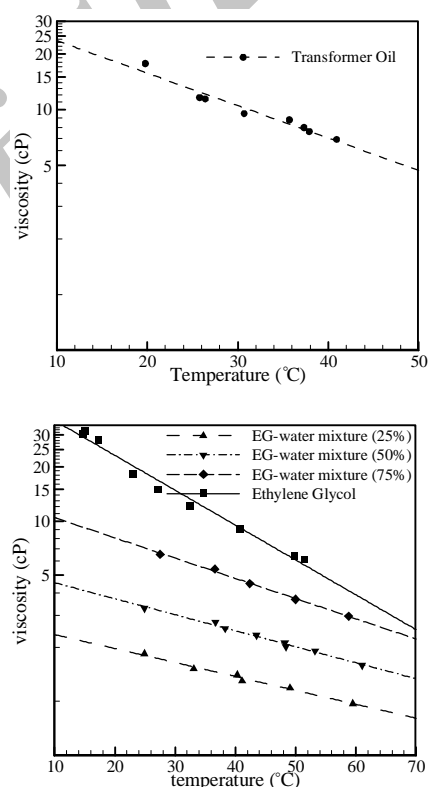 30
25
20
15
10
5
viscosity (cP)
Transformer Oil
10 20 30 40 50
Temperature (°C)
30
25
20
15
10
5
viscosity (cP)
EG-water mixture (25%)
EG-water mixture (50%)
EG-water mixture (75%)
Ethylene Glycol
10 20 30 40 50 60 70
temperature (°C)